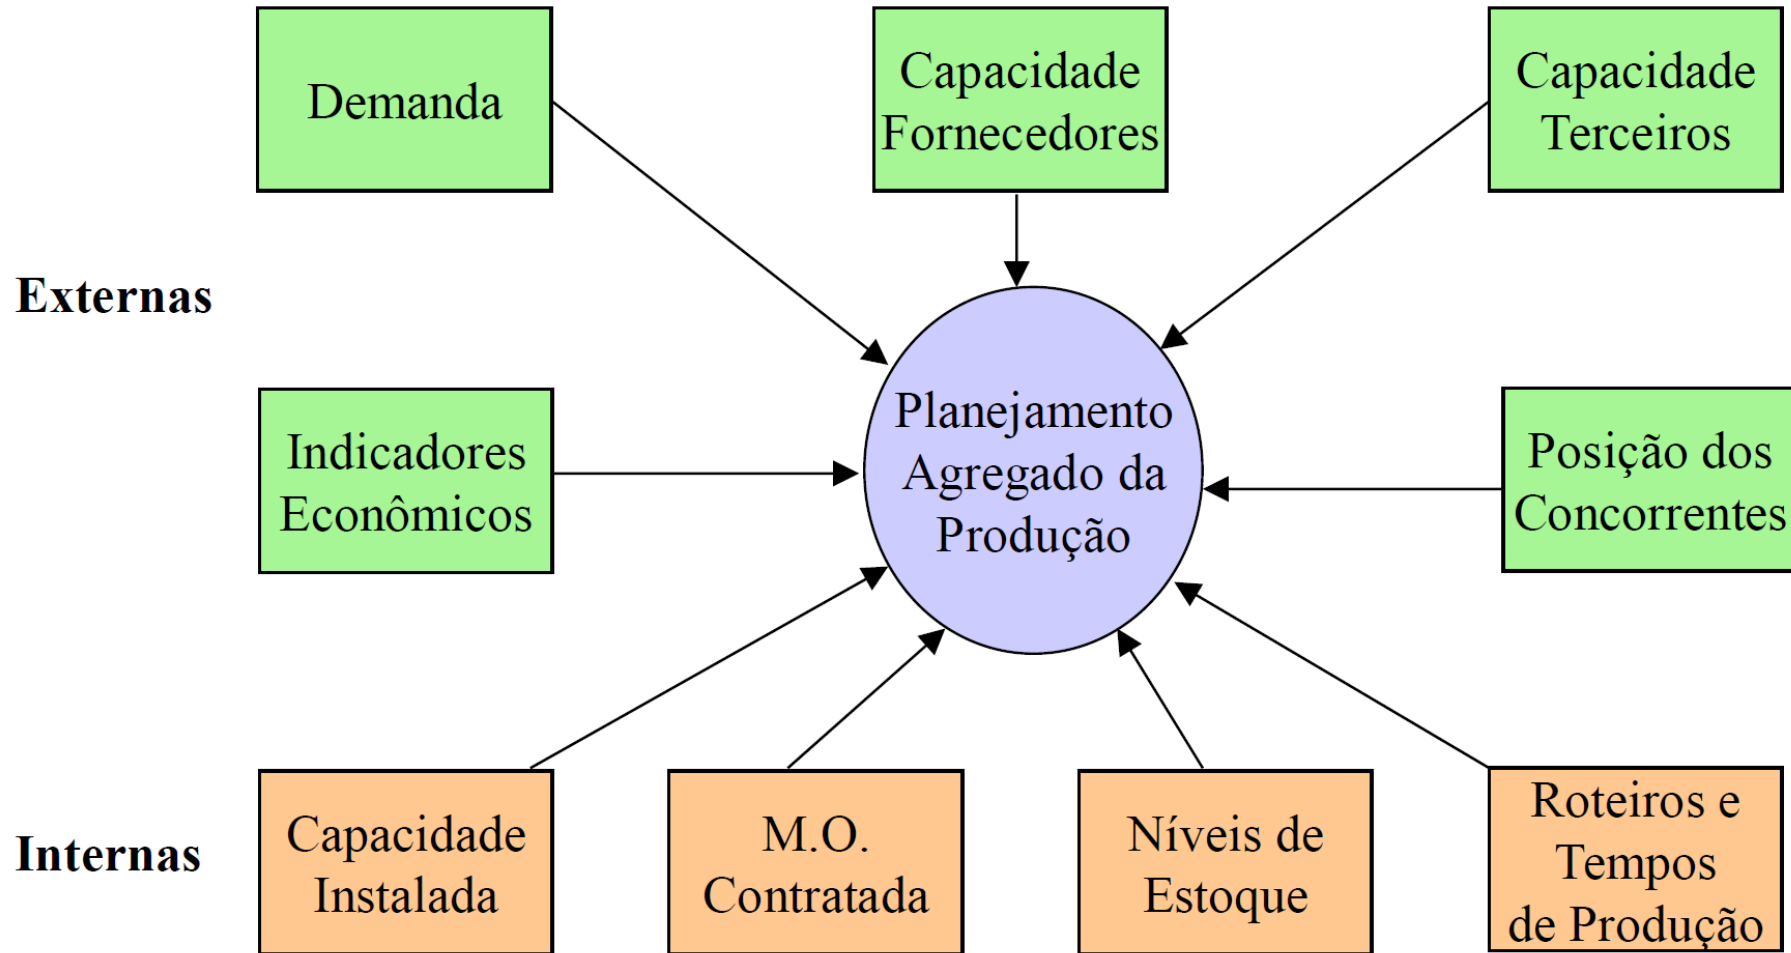 Demanda
Capacidade
Fornecedores
Capacidade
Terceiros
Externas
Indicadores
Econômicos
Planejamento
Agregado da
Produção
Posição dos
Concorrentes
Internas
Capacidade
Instalada
M.O.
Contratada
Níveis de
Estoque
Roteiros e
Tempos
de Produção